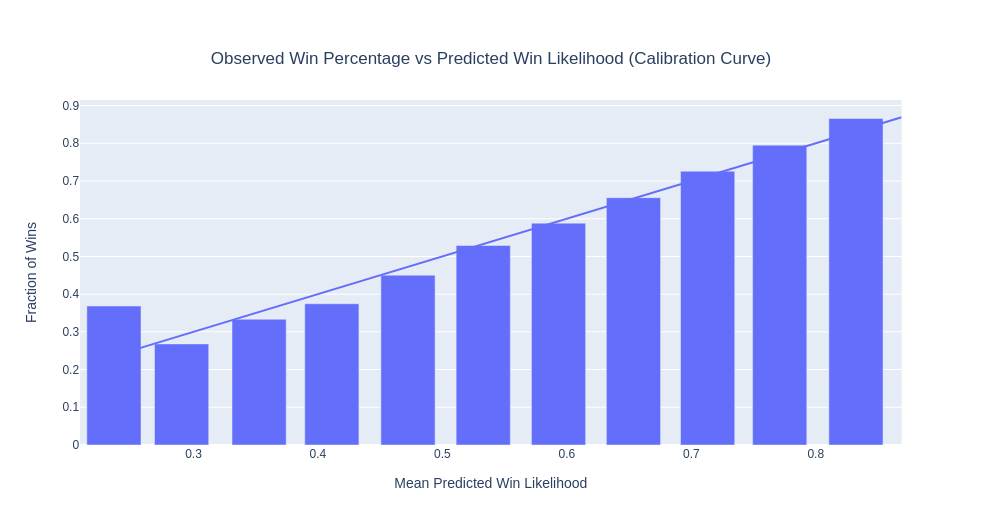 Observed Win Percentage vs Predicted Win Likelihood (Calibration Curve)
Fraction of Wins
0.9
0.8
0.7
0.6
0.5
0.4
0.3
0.2
0.1
0
0.3 0.4 0.5 0.6 0.7 0.8
Mean Predicted Win Likelihood